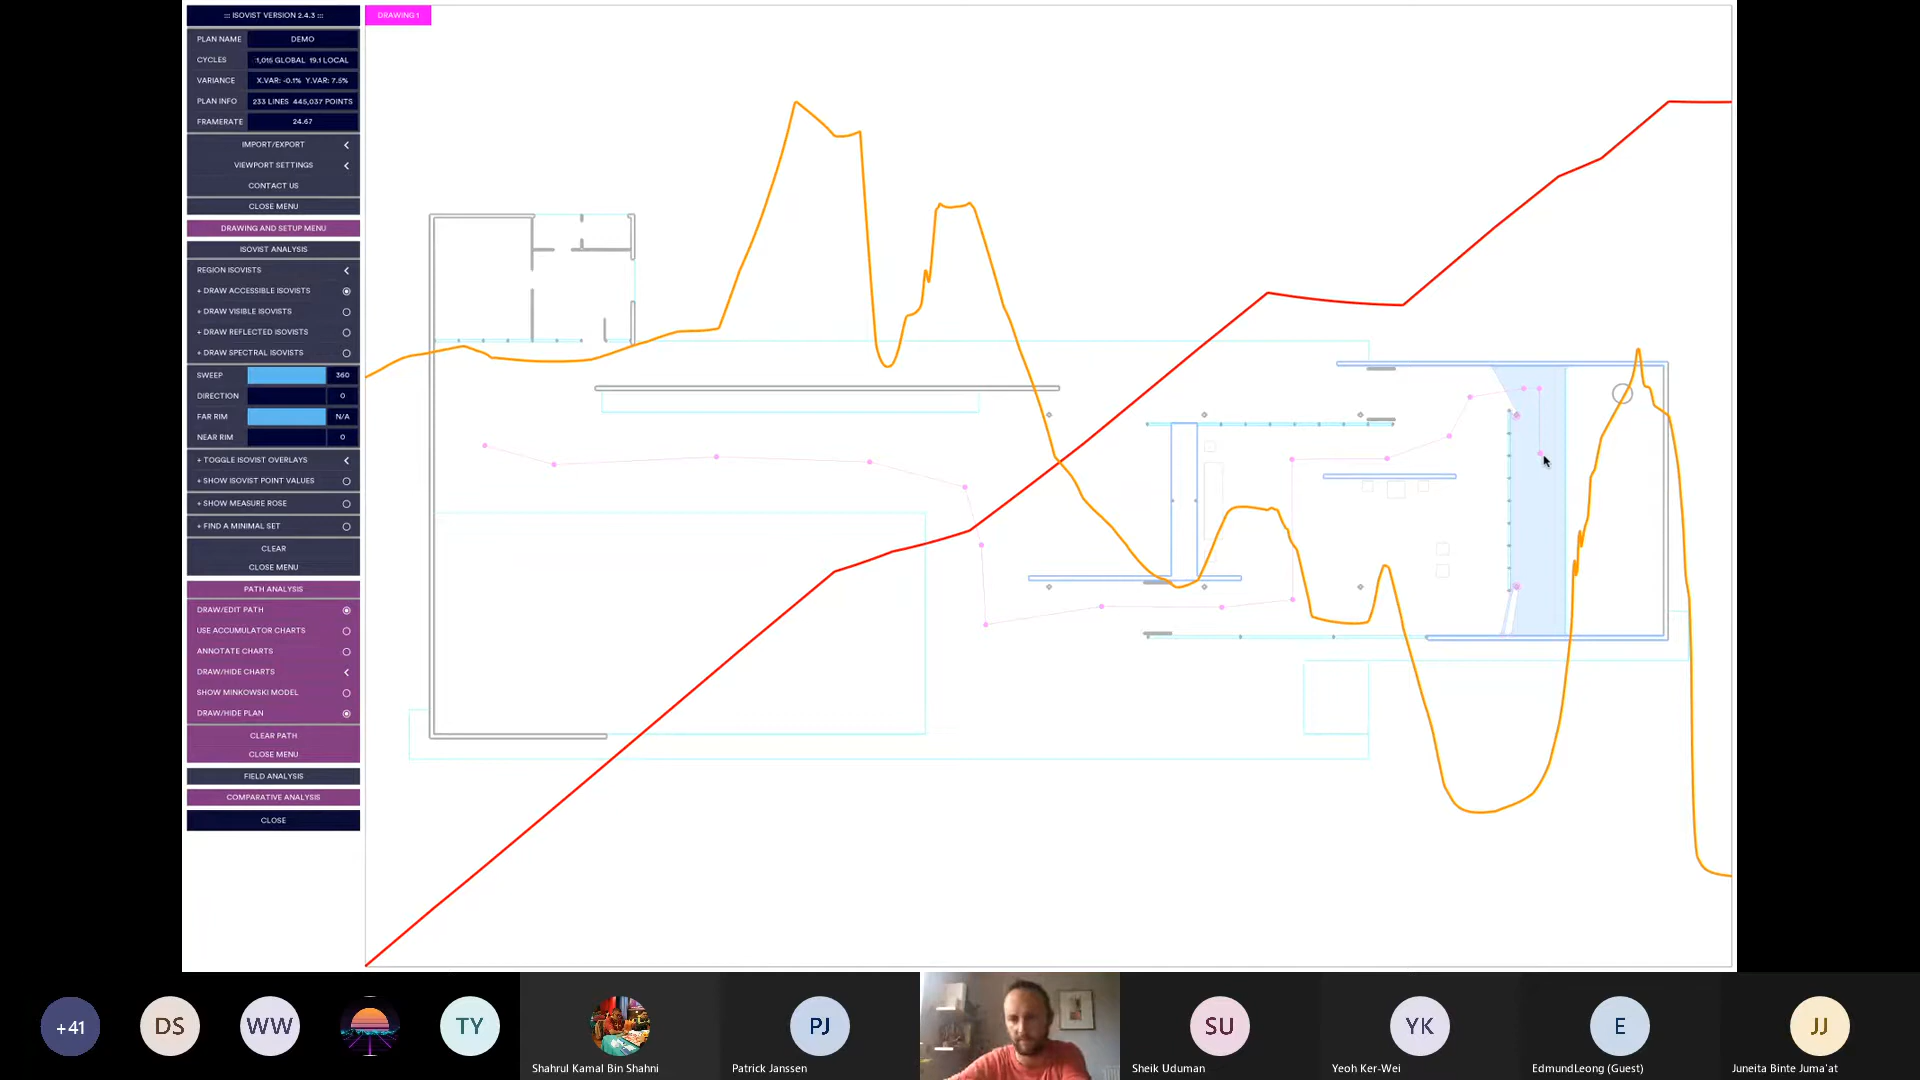 ::: ISOVIST VERSION 2.4.3 :::
DRAWING 1
PLAN NAME DEMO
CYCLES 1,015 GLOBAL 19.1 LOCAL
VARIANCE X.VAR: -0.1% Y.VAR: 7.5%
PLAN INFO 233 LINES 445,037 POINTS
FRAMERATE 24.67
IMPORT/EXPORT
VIEWPORT SETTINGS
CONTACT US
CLOSE MENU
DRAWING AND SETUP MENU
ISOVIST ANALYSIS
REGION ISOVISTS
+ DRAW ACCESSIBLE ISOVISTS
+ DRAW VISIBLE ISOVISTS
+ DRAW REFLECTED ISOVISTS
+ DRAW SPECTRAL ISOVISTS
SWEEP 360
DIRECTION 0
FAR RIM N/A
NEAR RIM 0
+ TOGGLE ISOVIST OVERLAYS
+ SHOW ISOVIST POINT VALUES
+ SHOW MEASURE ROSE
+ FIND A MINIMAL SET
CLEAR
CLOSE MENU
PATH ANALYSIS
DRAW/EDIT PATH
USE ACCUMULATOR CHARTS
ANNOTATE CHARTS
DRAW/HIDE CHARTS
SHOW MINKOWSKI MODEL
DRAW/HIDE PLAN
CLEAR PATH
CLOSE MENU
FIELD ANALYSIS
COMPARATIVE ANALYSIS
CLOSE
+41 DS WW TY PJ SU YK E JJ
Shahrul Kamal Bin Shahni Patrick Janssen Sheik Uduman Yeoh Ker-Wei EdmundLeong (Guest) Juneita Binte Juma'at